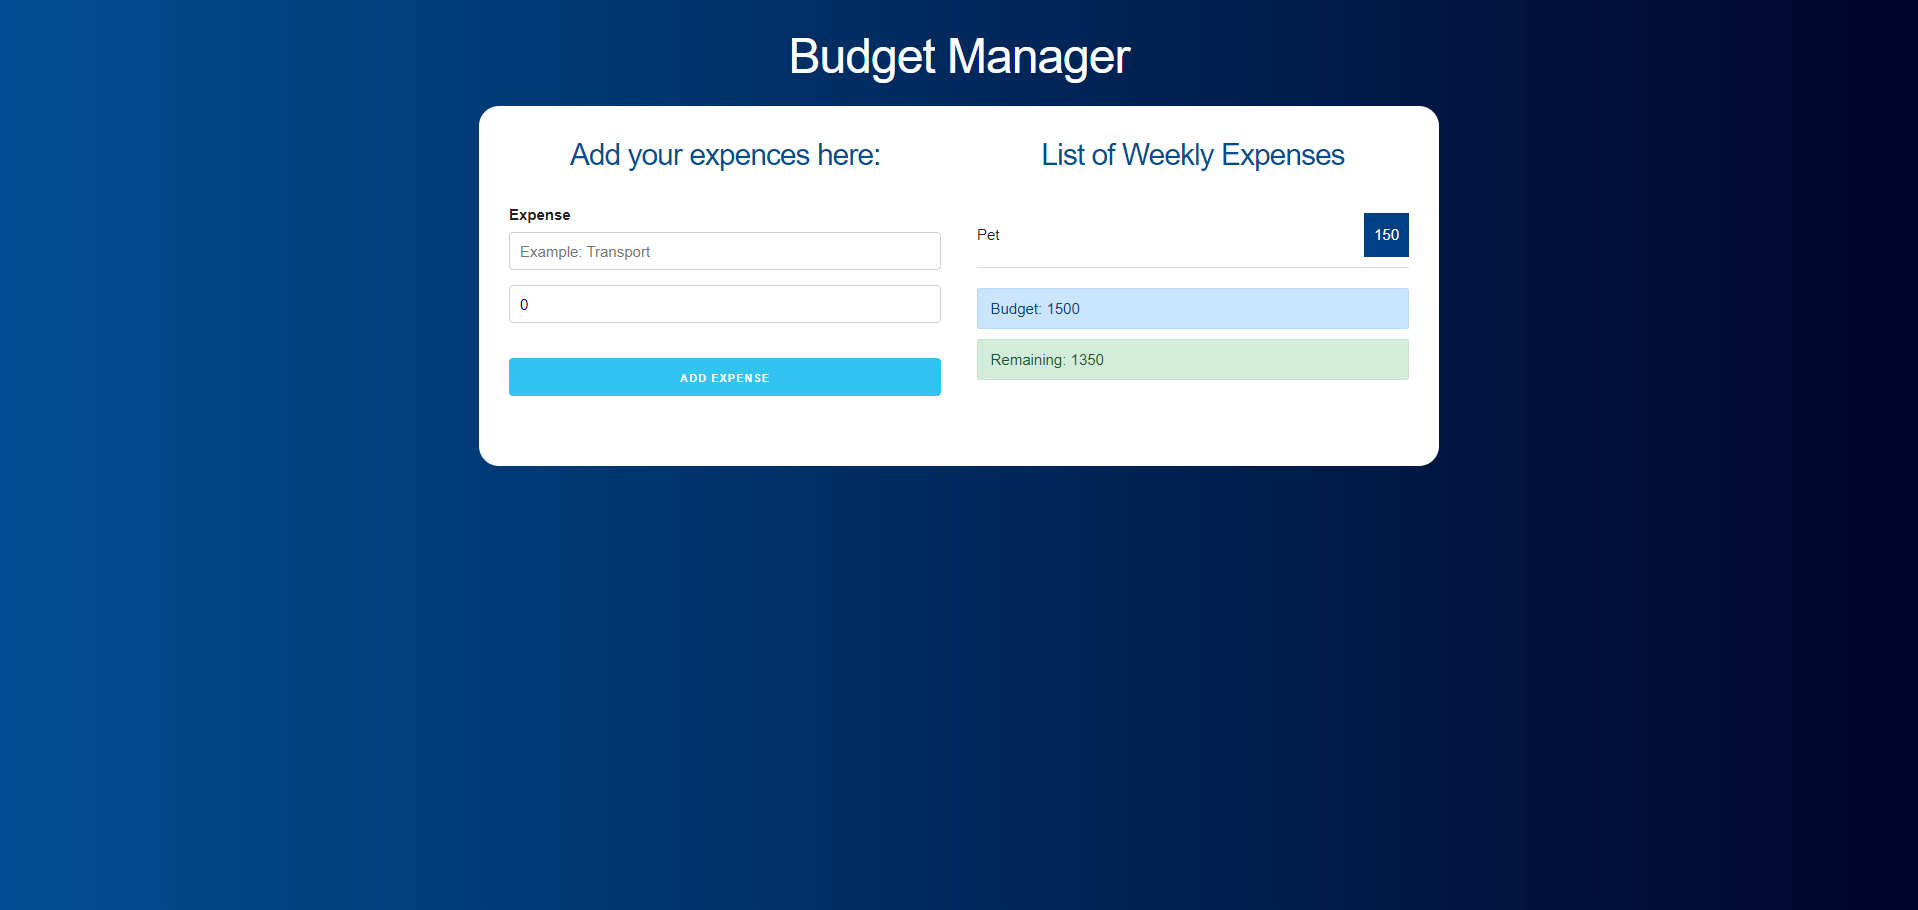 Budget Manager
Add your expences here:
Expense
Example: Transport
0
ADD EXPENSE
List of Weekly Expenses
Pet 150
Budget: 1500
Remaining: 1350